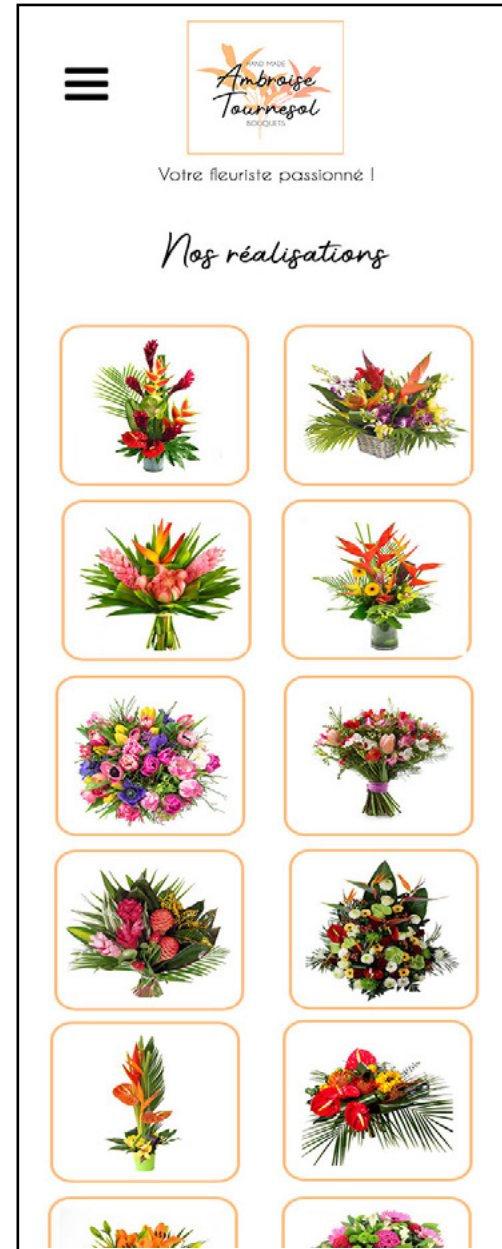 HAND MADE
Ambroise
Tournesol
BOUQUETS
Votre fleuriste passionné !
Nos réalisations